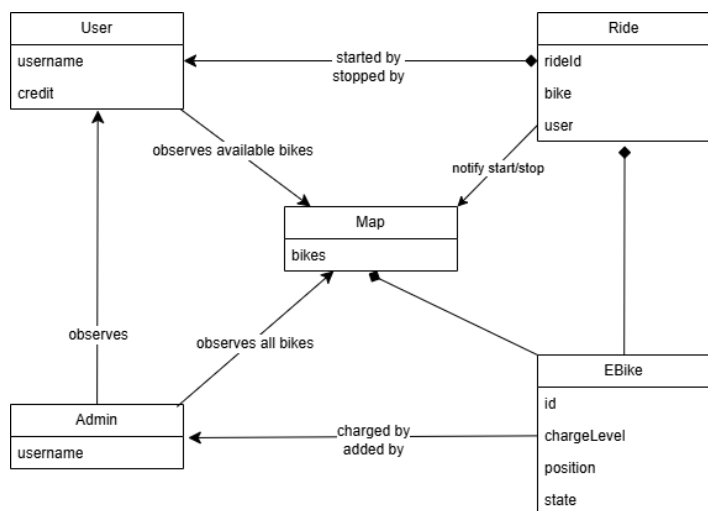 User
username
credit
started by
stopped by
Ride
rideId
bike
user
observes available bikes
notify start/stop
Map
bikes
observes
observes all bikes
Admin
username
charged by
added by
EBike
id
chargeLevel
position
state